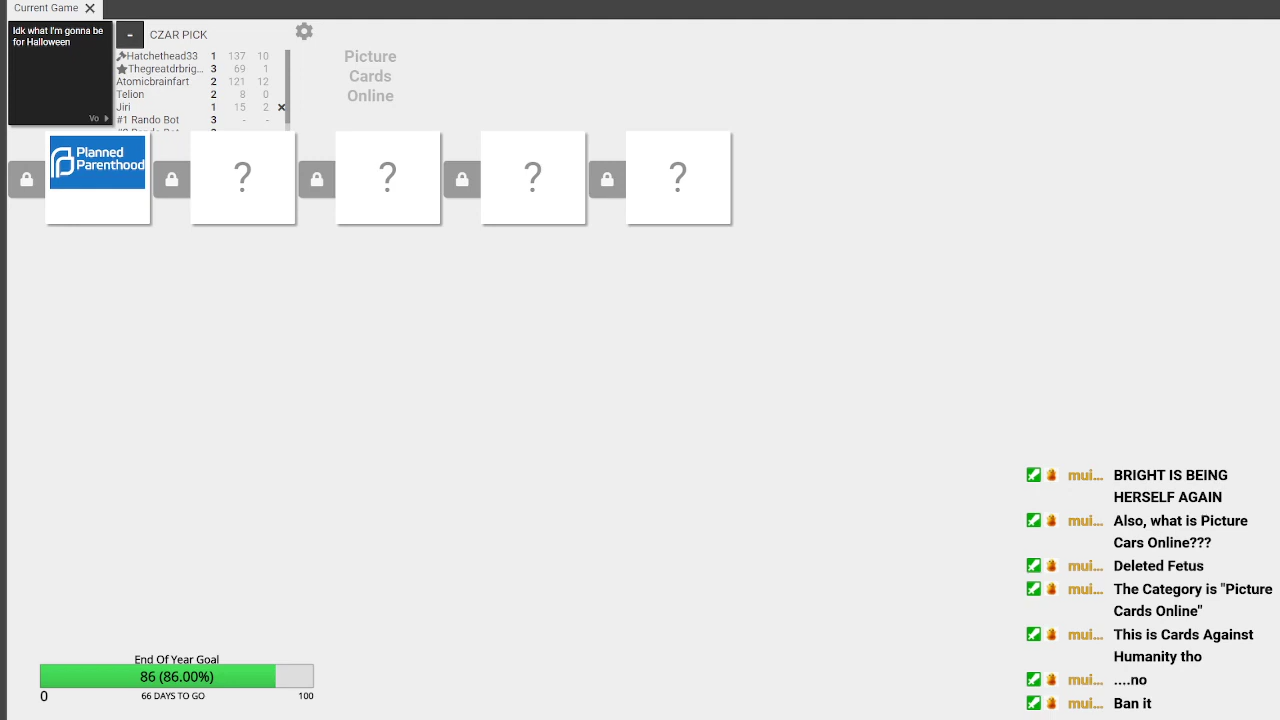 Current Game
Idk what I'm gonna be
for Halloween
Vo
-
CZAR PICK
Hatchethead33 1 137 10
Thegreatdrbrig... 3 69 1
Atomicbrainfart 2 121 12
Telion 2 8 0
Jiri 1 15 2
#1 Rando Bot 3 - -
Picture
Cards
Online
Planned
Parenthood
?
?
?
?
mui... BRIGHT IS BEING
HERSELF AGAIN
mui... Also, what is Picture
Cars Online???
mui... Deleted Fetus
mui... The Category is "Picture
Cards Online"
mui... This is Cards Against
Humanity tho
mui... ....no
mui... Ban it
End Of Year Goal
86 (86.00%)
0 66 DAYS TO GO 100